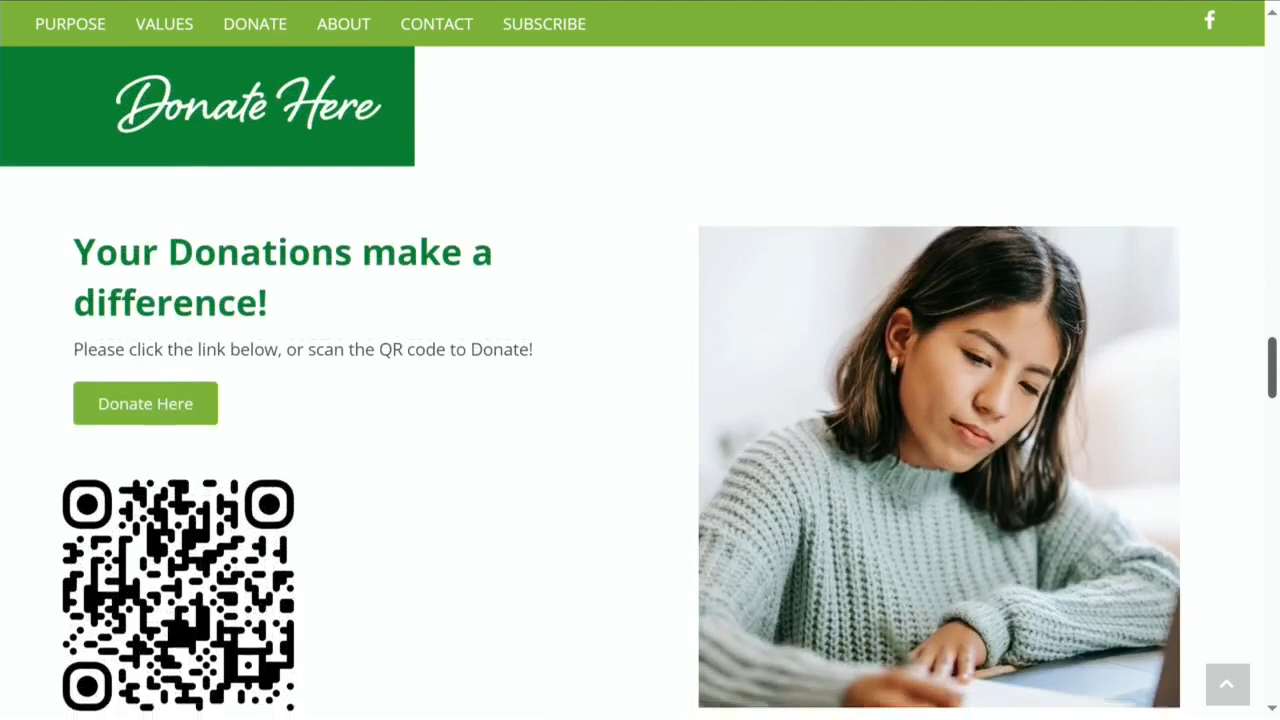 PURPOSE VALUES DONATE ABOUT CONTACT SUBSCRIBE
Donate Here
Your Donations make a
difference!
Please click the link below, or scan the QR code to Donate!
Donate Here